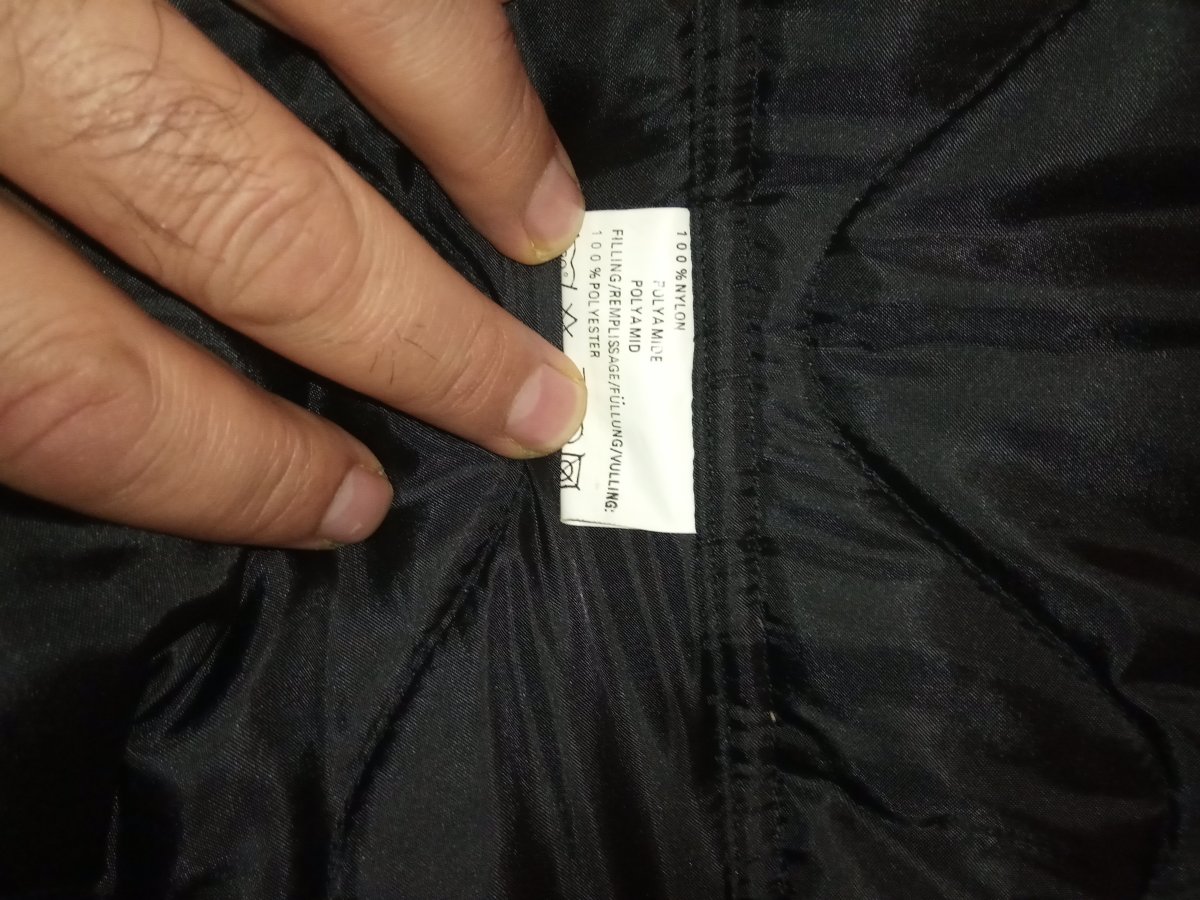 100%NYLON
POLYAMIDE
POLYAMID
FILLING/REMPLISSAGE/FÜLLUNG/VULLING:
100%POLYESTER